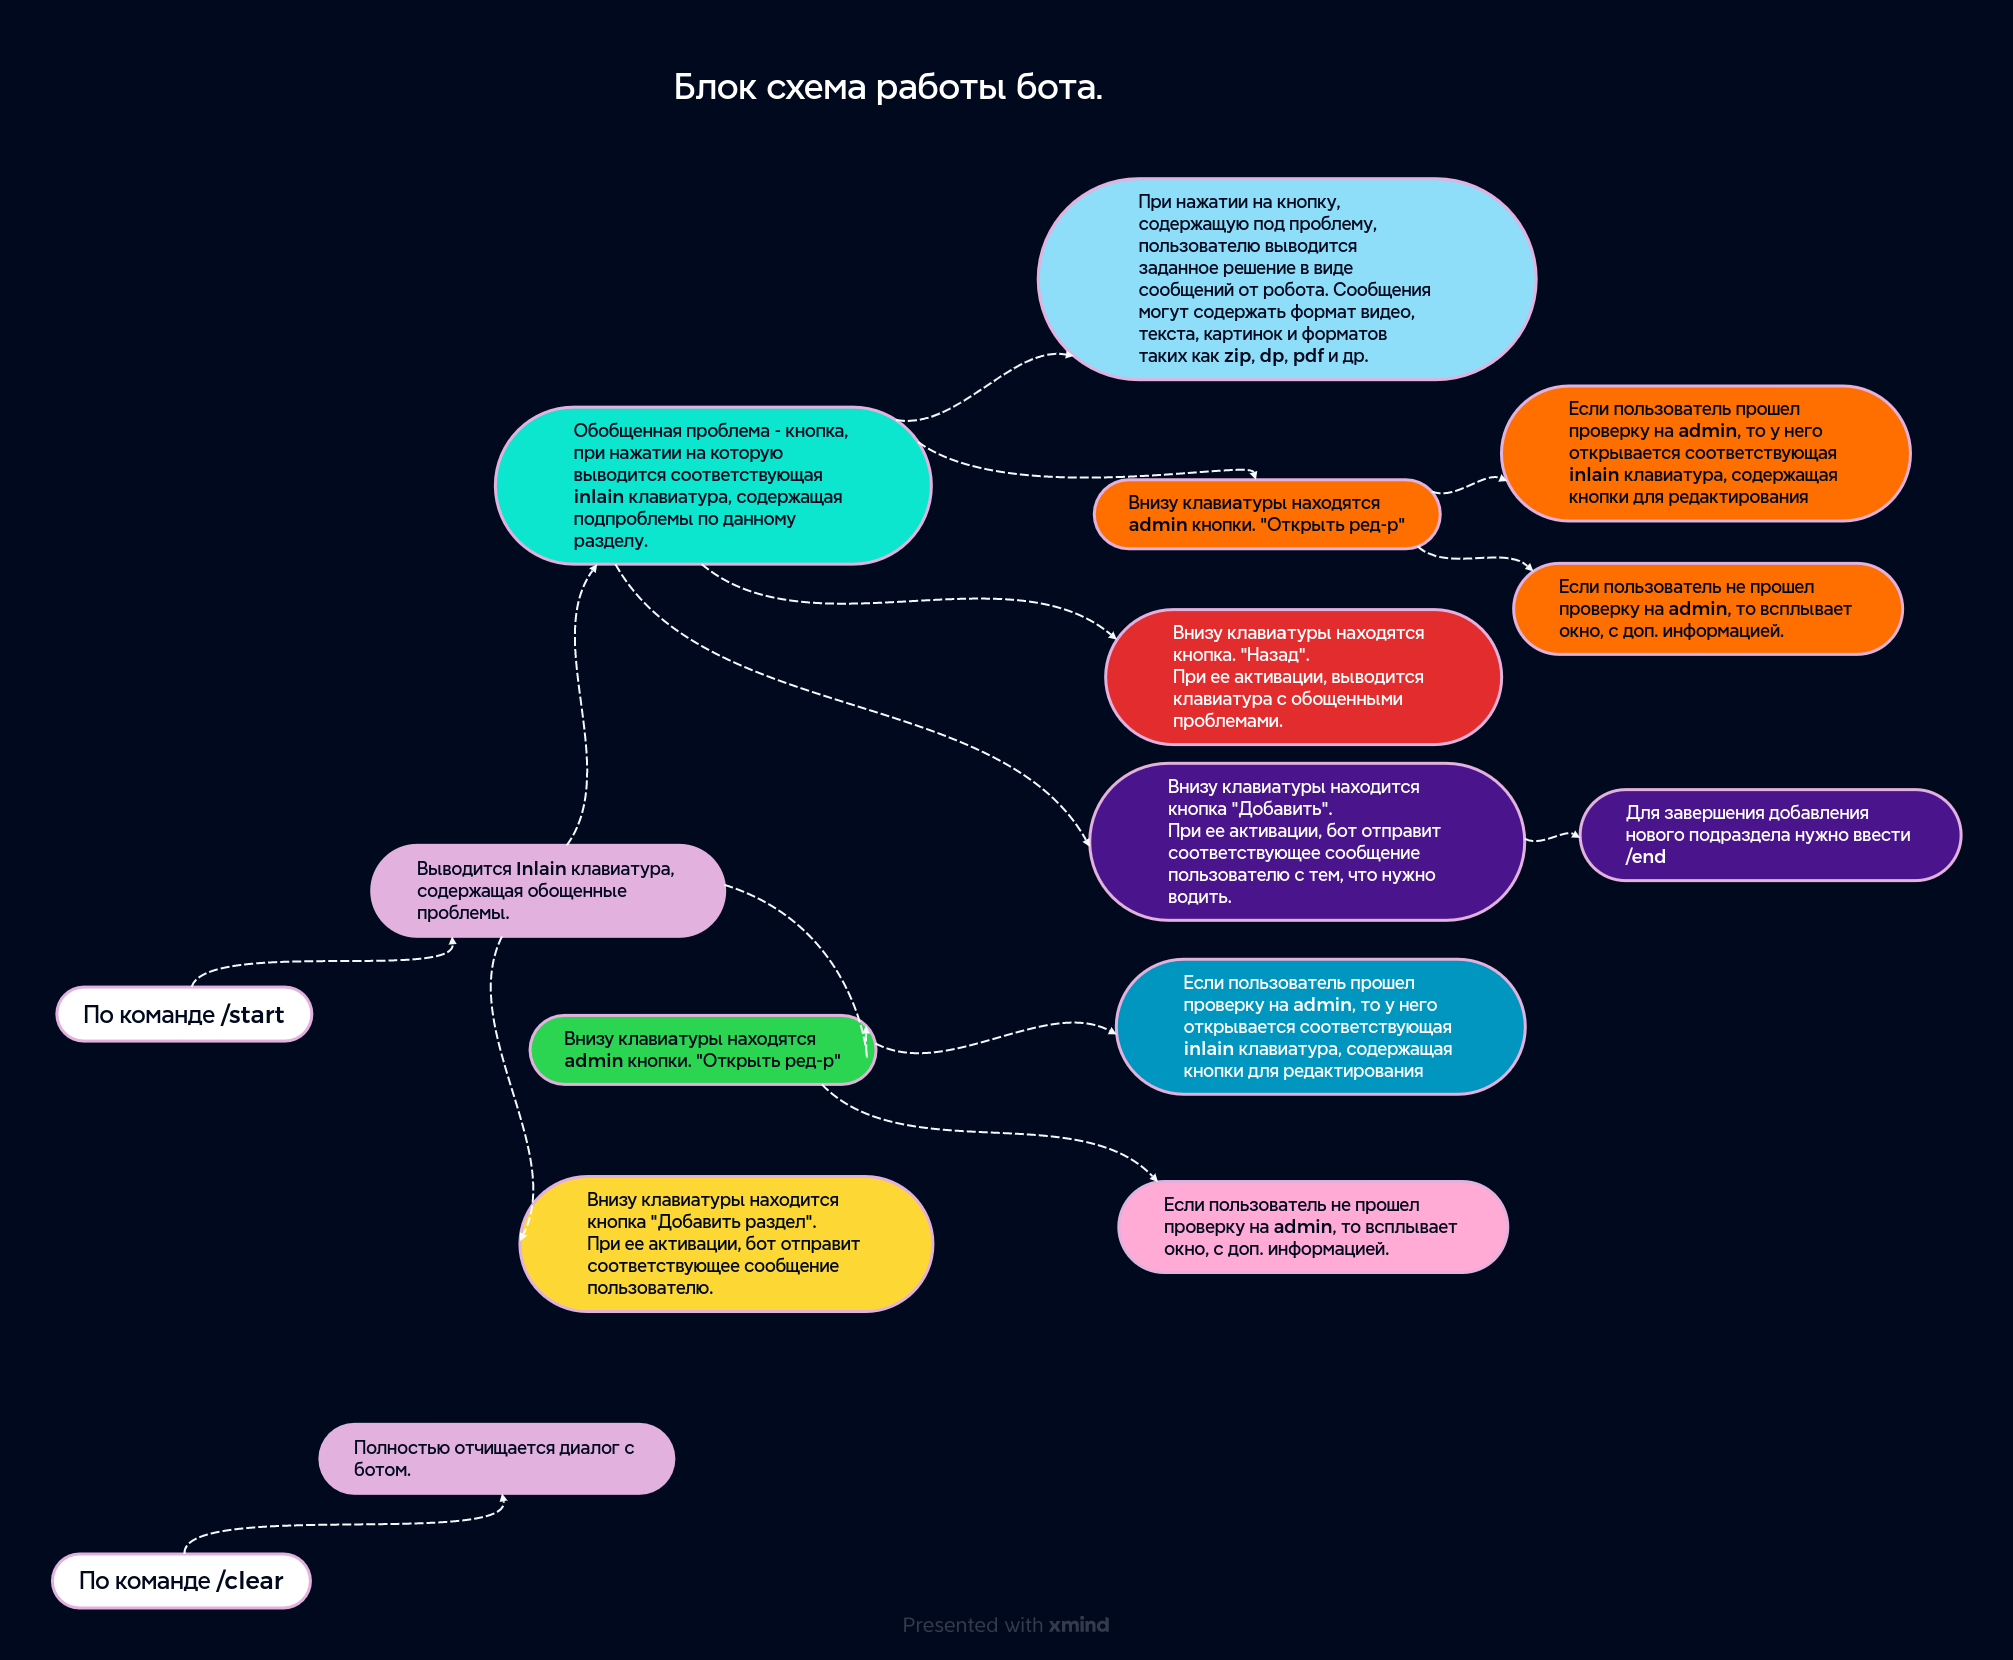 Блок схема работы бота.
При нажатии на кнопку,
содержащую под проблему,
пользователю выводится
заданное решение в виде
сообщений от робота. Сообщения
могут содержать формат видео,
текста, картинок и форматов
таких как zip, dp, pdf и др.
Обобщенная проблема - кнопка,
при нажатии на которую
выводится соответствующая
inlain клавиатура, содержащая
подпроблемы по данному
разделу.
Внизу клавиатуры находятся
admin кнопки. "Открыть ред-р"
Если пользователь прошел
проверку на admin, то у него
открывается соответствующая
inlain клавиатура, содержащая
кнопки для редактирования
Если пользователь не прошел
проверку на admin, то всплывает
окно, с доп. информацией.
Внизу клавиатуры находятся
кнопка. "Назад".
При ее активации, выводится
клавиатура с обощенными
проблемами.
Внизу клавиатуры находится
кнопка "Добавить".
При ее активации, бот отправит
соответствующее сообщение
пользователю с тем, что нужно
водить.
Для завершения добавления
нового подраздела нужно ввести
/end
Выводится Inlain клавиатура,
содержащая обощенные
проблемы.
По команде /start
Внизу клавиатуры находятся
admin кнопки. "Открыть ред-р"
Если пользователь прошел
проверку на admin, то у него
открывается соответствующая
inlain клавиатура, содержащая
кнопки для редактирования
Если пользователь не прошел
проверку на admin, то всплывает
окно, с доп. информацией.
Внизу клавиатуры находится
кнопка "Добавить раздел".
При ее активации, бот отправит
соответствующее сообщение
пользователю.
Полностью отчищается диалог с
ботом.
По команде /clear
Presented with xmind